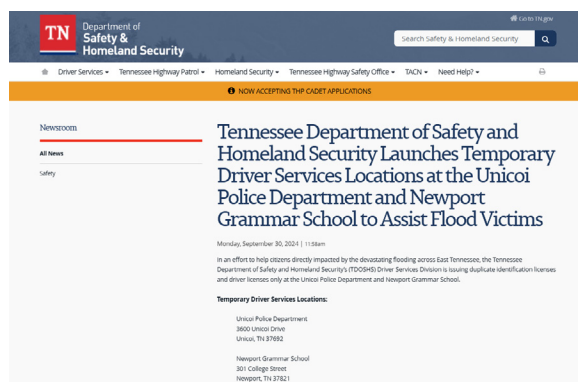 Go to TN.gov
TN
Department of
Safety &
Homeland Security
Search Safety & Homeland Security
Driver Services
Tennessee Highway Patrol
Homeland Security
Tennessee Highway Safety Office
TACN
Need Help?
NOW ACCEPTING THP CADET APPLICATIONS
Newsroom
All News
Safety
Tennessee Department of Safety and
Homeland Security Launches Temporary
Driver Services Locations at the Unicoi
Police Department and Newport
Grammar School to Assist Flood Victims
Monday, September 30, 2024 | 11:58am
In an effort to help citizens directly impacted by the devastating flooding across East Tennessee, the Tennessee
Department of Safety and Homeland Security's (TDOSHS) Driver Services Division is issuing duplicate identification licenses
and driver licenses only at the Unicoi Police Department and Newport Grammar School.
Temporary Driver Services Locations:
Unicoi Police Department
3600 Unicoi Drive
Unicoi, TN 37692
Newport Grammar School
301 College Street
Newport, TN 37821